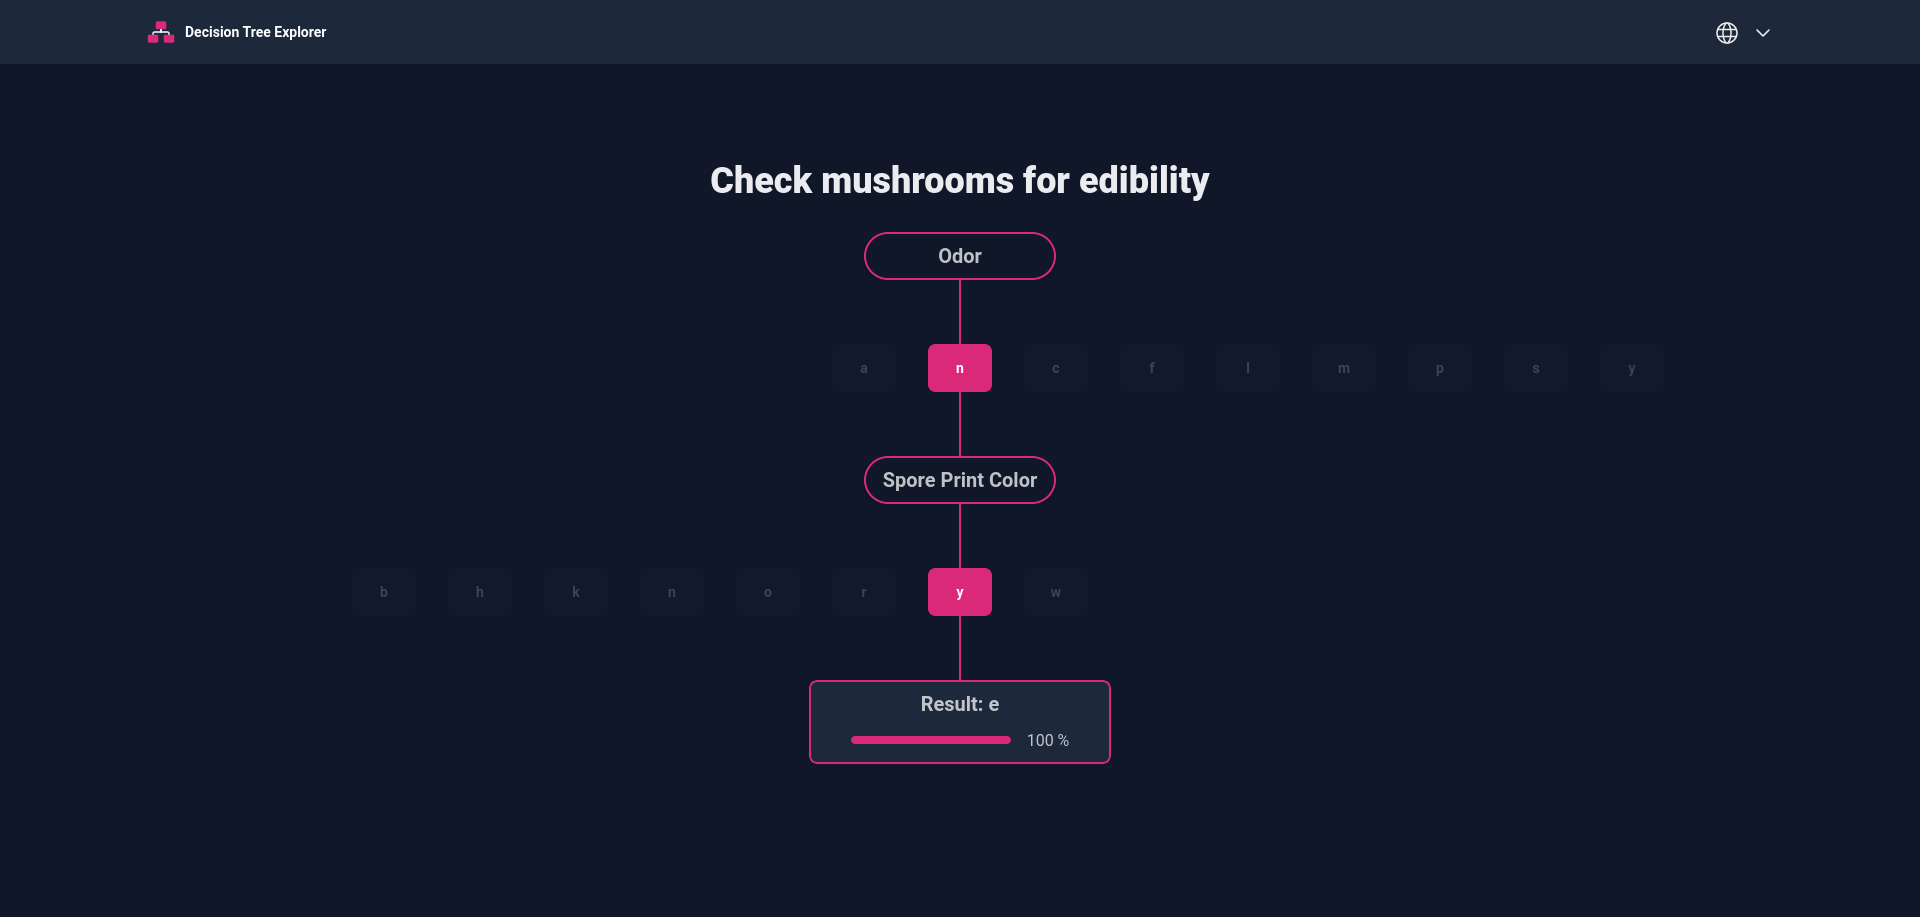 Decision Tree Explorer
Check mushrooms for edibility
Odor
a n c f l m p s y
Spore Print Color
b h k n o r y w
Result: e
100 %